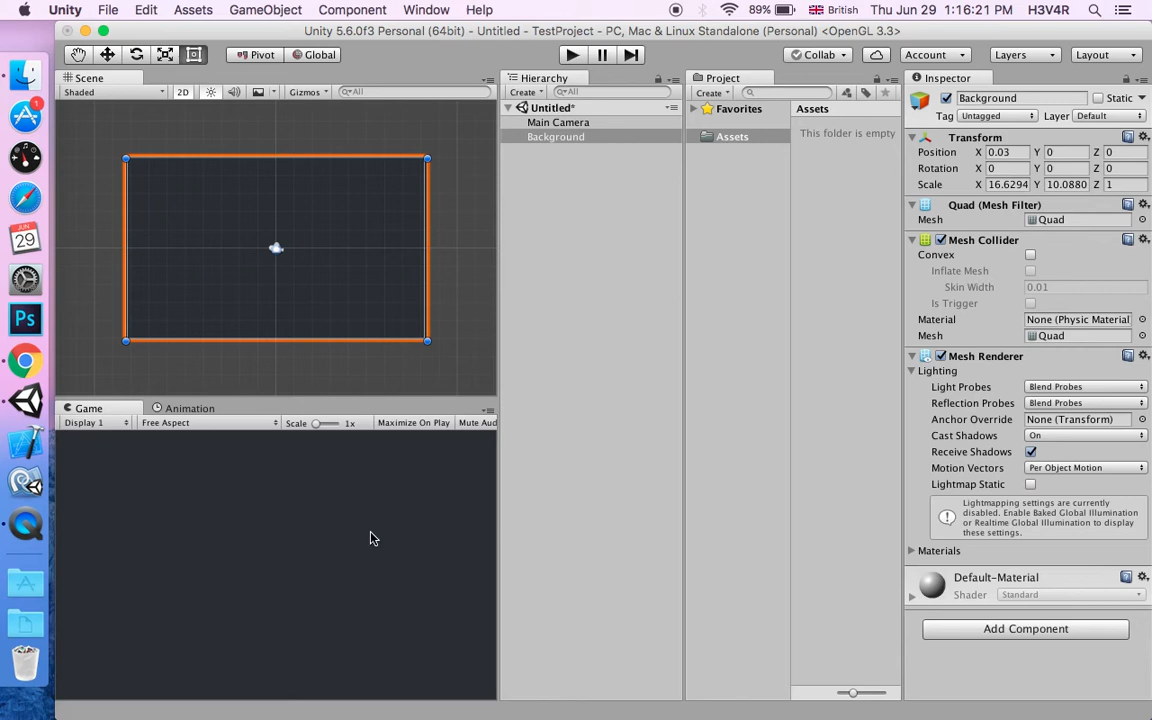 Unity File Edit Assets GameObject Component Window Help 89% British Thu Jun 29 1:16:21 PM H3V4R
Unity 5.6.0f3 Personal (64bit) - Untitled - TestProject - PC, Mac & Linux Standalone (Personal) <OpenGL 3.3>
Pivot Global Collab Account Layers Layout
Scene
Shaded 2D Gizmos All
Game Animation
Display 1 Free Aspect Scale 1x Maximize On Play Mute Aud
Hierarchy
Create All
Untitled*
Main Camera
Background
Project
Create
Favorites
Assets
Assets
This folder is empty
Inspector
Background Static
Tag Untagged Layer Default
Transform
Position X 0.03 Y 0 Z 0
Rotation X 0 Y 0 Z 0
Scale X 16.6294 Y 10.0880 Z 1
Quad (Mesh Filter)
Mesh Quad
Mesh Collider
Convex
Inflate Mesh
Skin Width 0.01
Is Trigger
Material None (Physic Material
Mesh Quad
Mesh Renderer
Lighting
Light Probes Blend Probes
Reflection Probes Blend Probes
Anchor Override None (Transform)
Cast Shadows On
Receive Shadows
Motion Vectors Per Object Motion
Lightmap Static
Lightmapping settings are currently
disabled. Enable Baked Global Illumination
or Realtime Global Illumination to display
these settings.
Materials
Default-Material
Shader Standard
Add Component
1
JUN
29
Ps